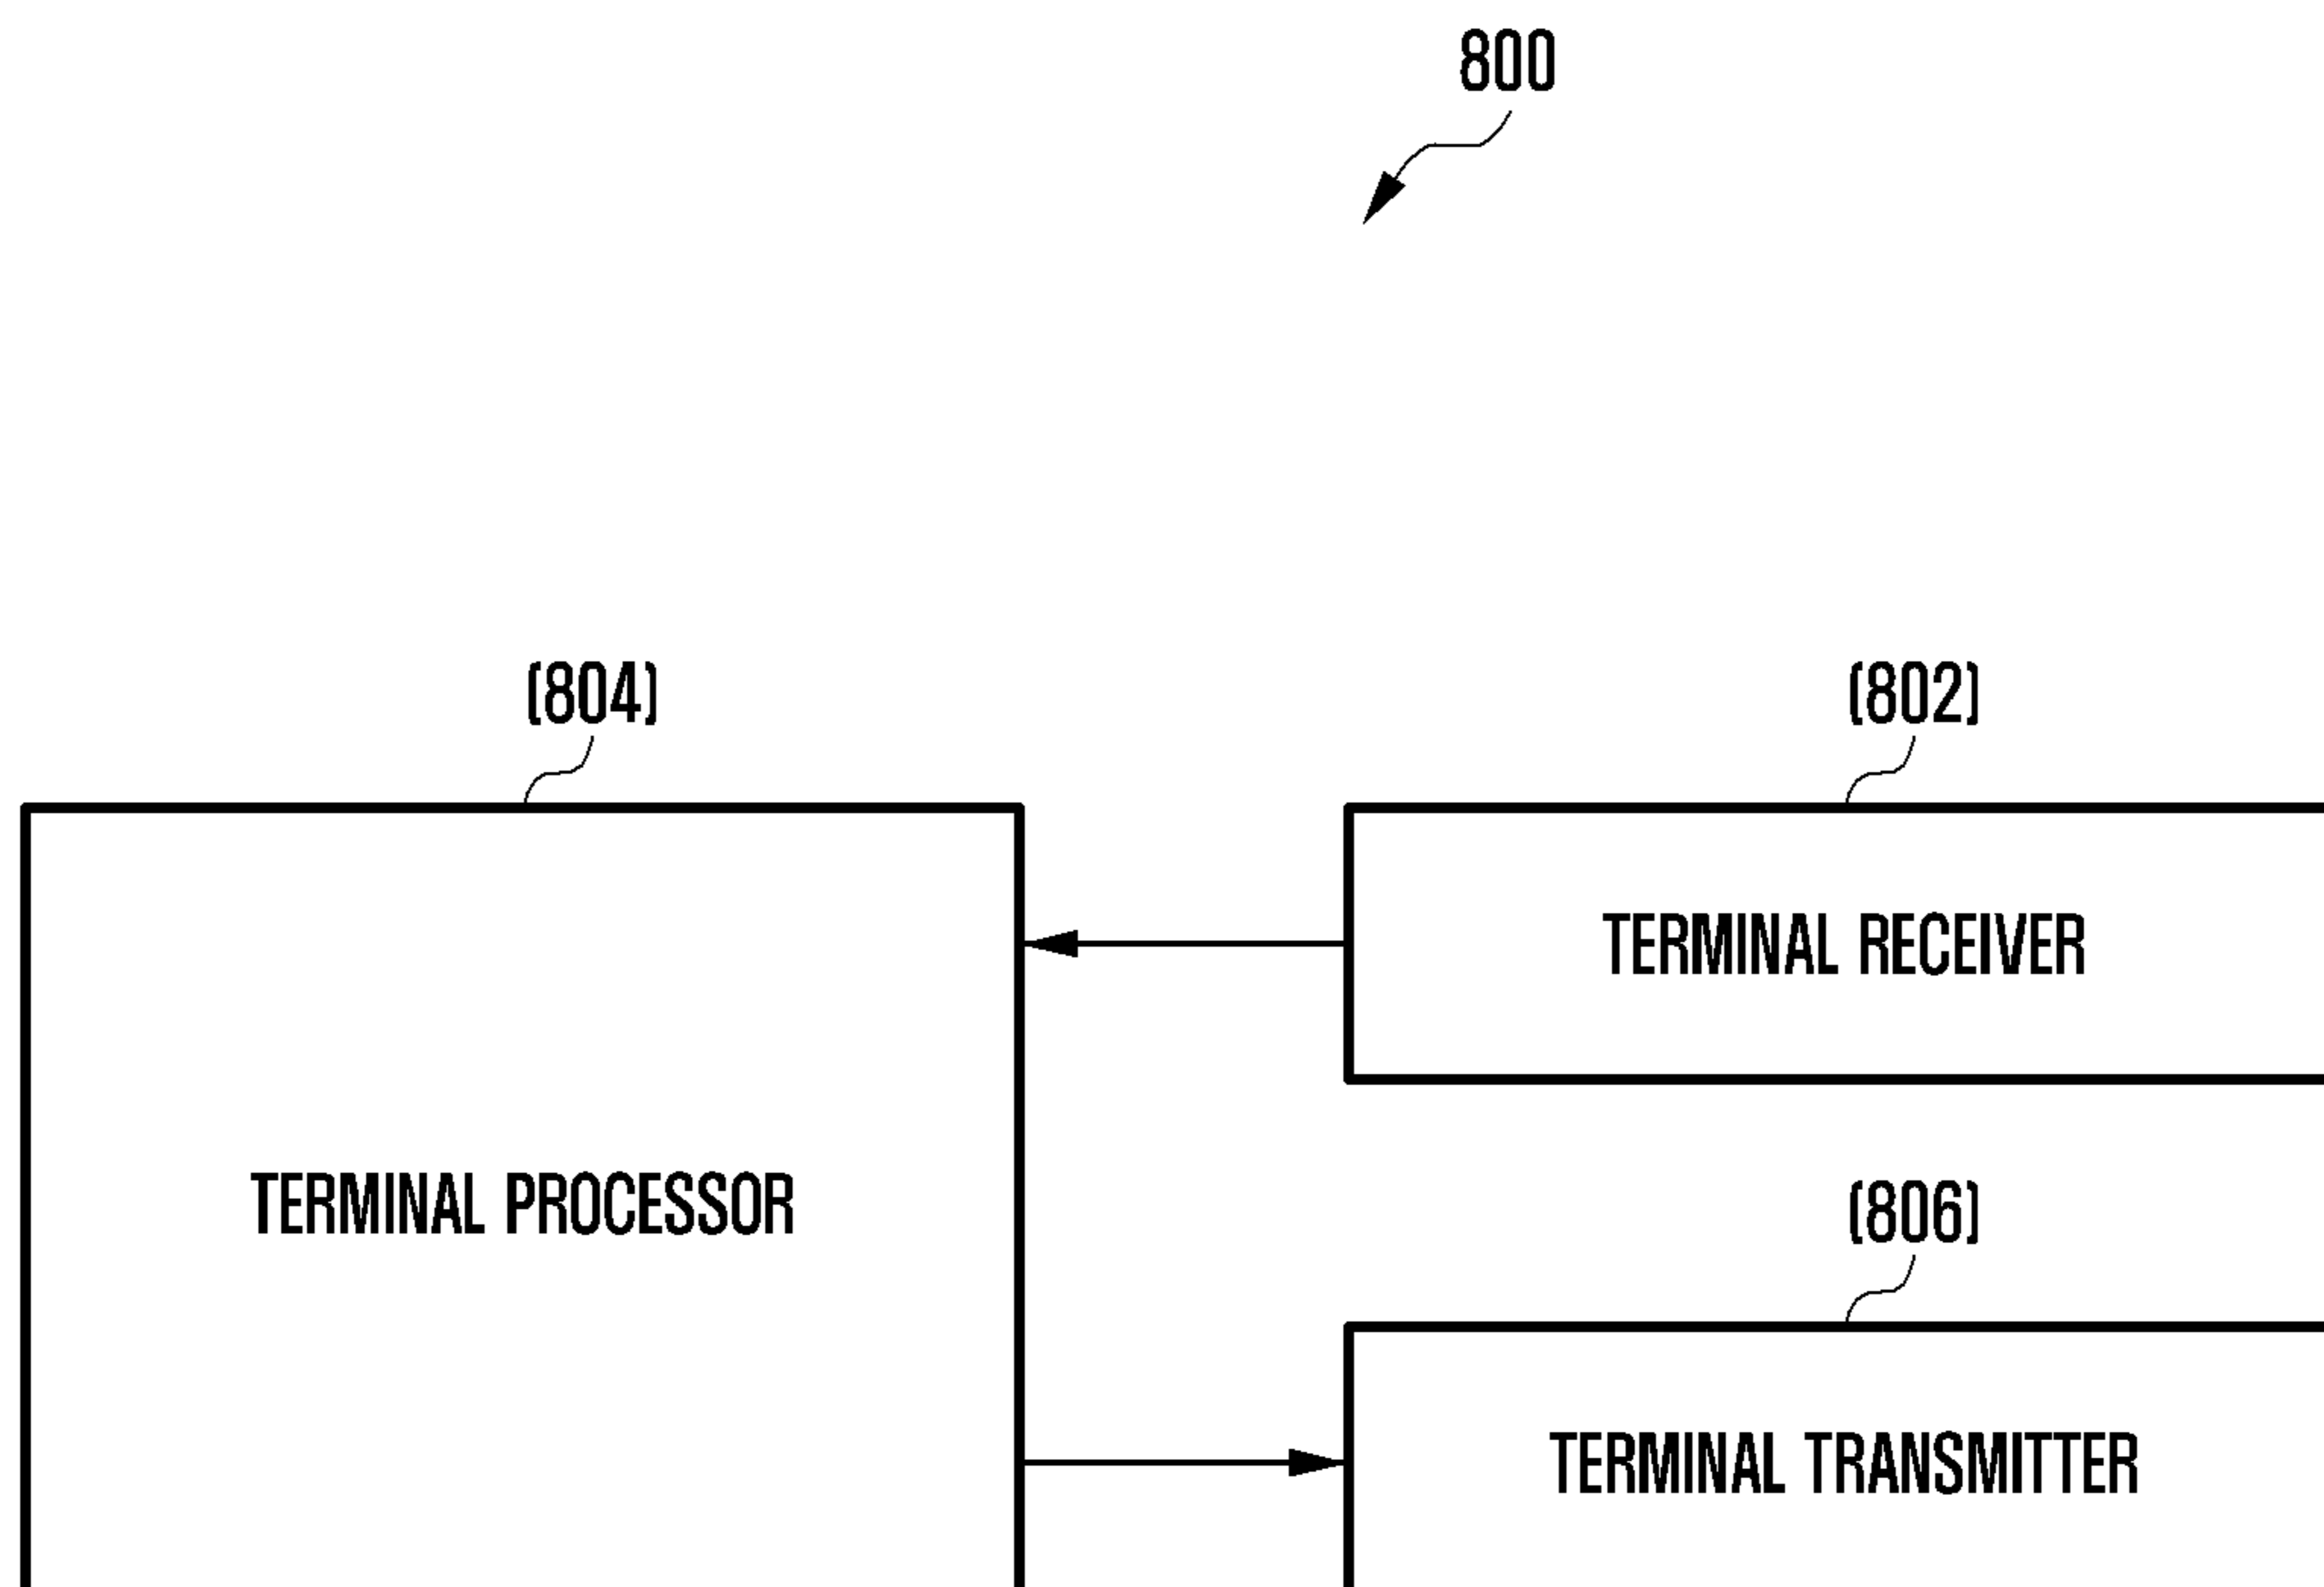 800
(804)
(802)
TERMINAL RECEIVER
TERMINAL PROCESSOR
(806)
TERMINAL TRANSMITTER